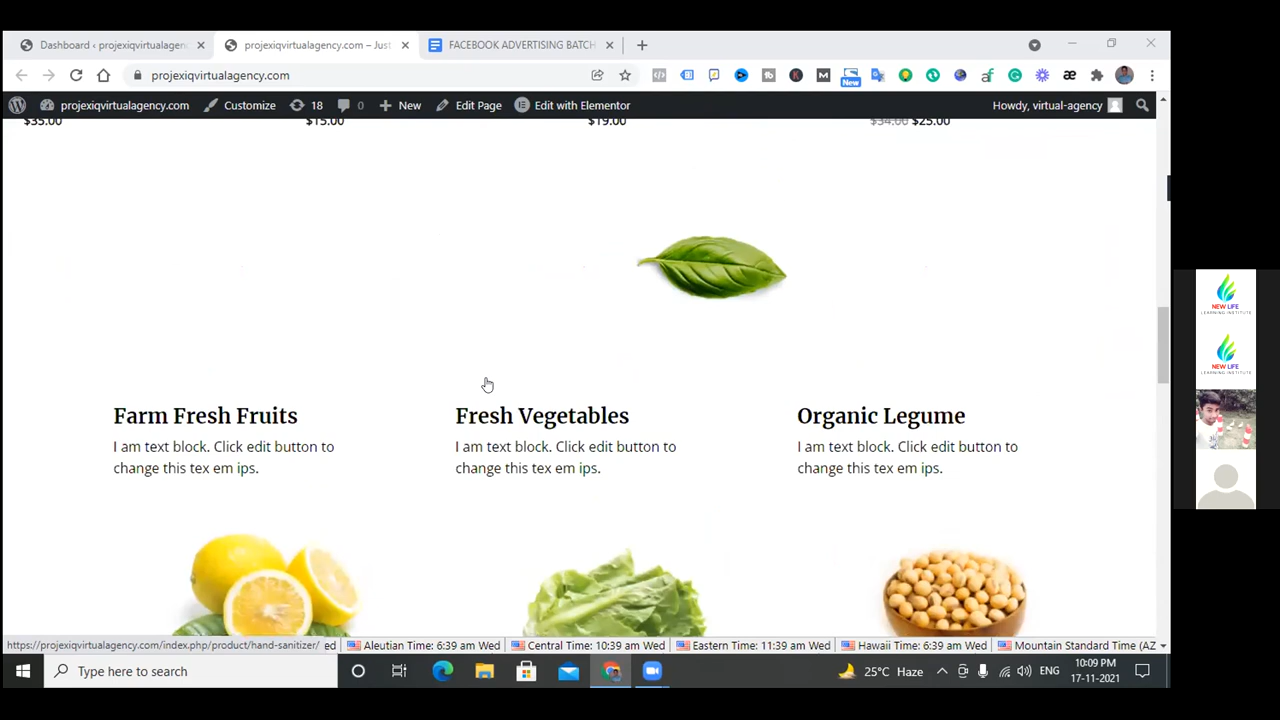 Dashboard ‹ projexiqvirtualagenc
projexiqvirtualagency.com – Just
FACEBOOK ADVERTISING BATCH
projexiqvirtualagency.com
New
projexiqvirtualagency.com
Customize
18
0
New
Edit Page
Edit with Elementor
Howdy, virtual-agency
$35.00
$15.00
$19.00
$34.00 $25.00
Farm Fresh Fruits
I am text block. Click edit button to
change this tex em ips.
Fresh Vegetables
I am text block. Click edit button to
change this tex em ips.
Organic Legume
I am text block. Click edit button to
change this tex em ips.
NEW LIFE
LEARNING INSTITUTE
NEW LIFE
LEARNING INSTITUTE
https://projexiqvirtualagency.com/index.php/product/hand-sanitizer/
ed
Aleutian Time: 6:39 am Wed
Central Time: 10:39 am Wed
Eastern Time: 11:39 am Wed
Hawaii Time: 6:39 am Wed
Mountain Standard Time (AZ
Type here to search
25°C Haze
ENG
10:09 PM
17-11-2021